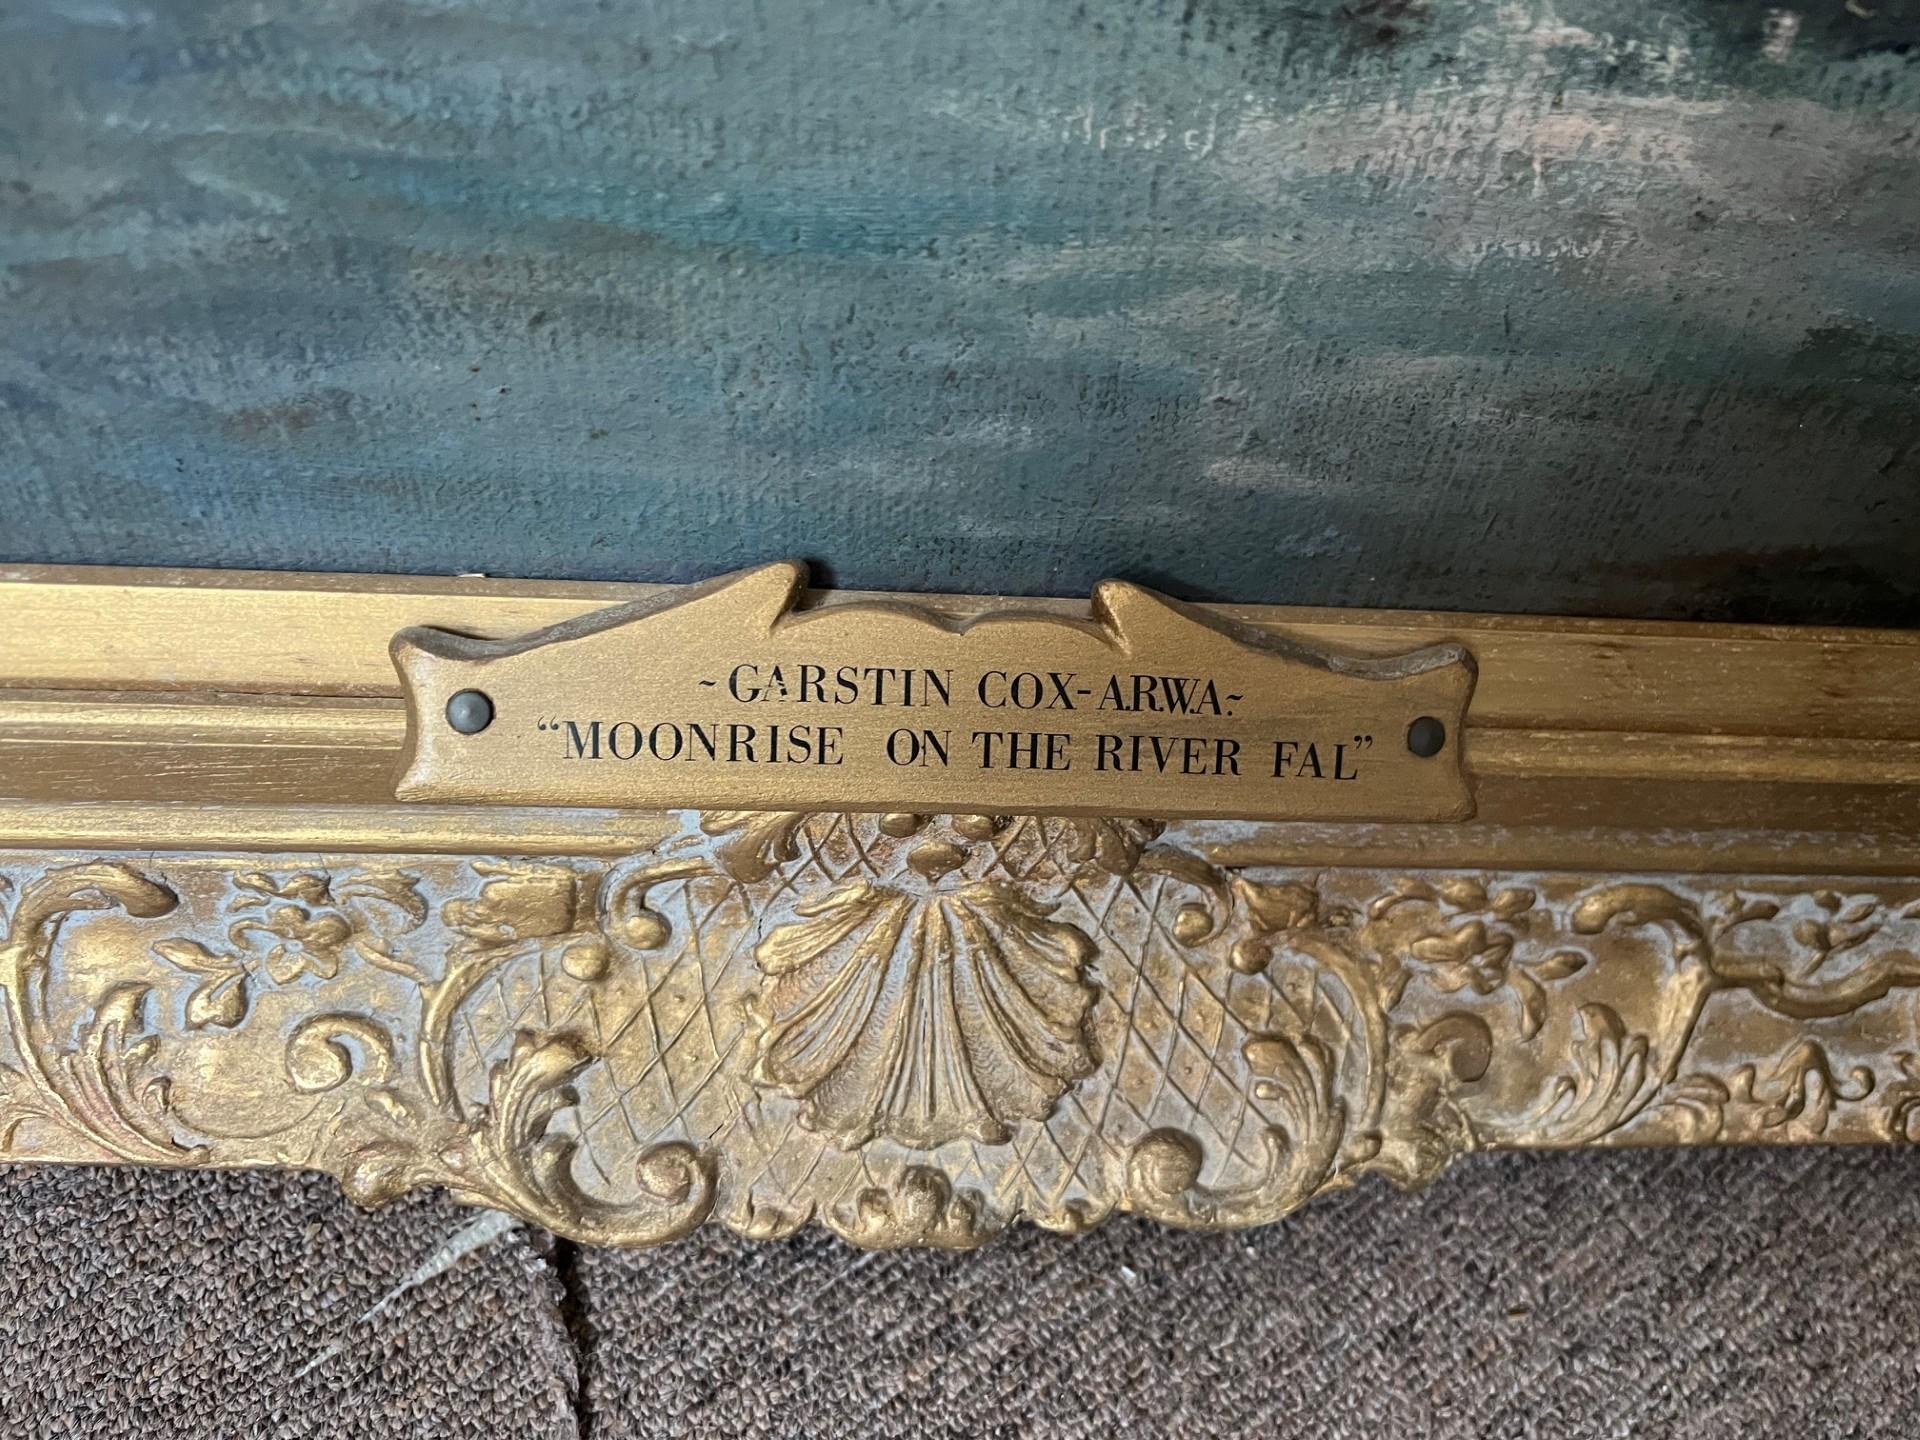 ~GARSTIN COX-A.R.W.A.~
“MOONRISE ON THE RIVER FAL”